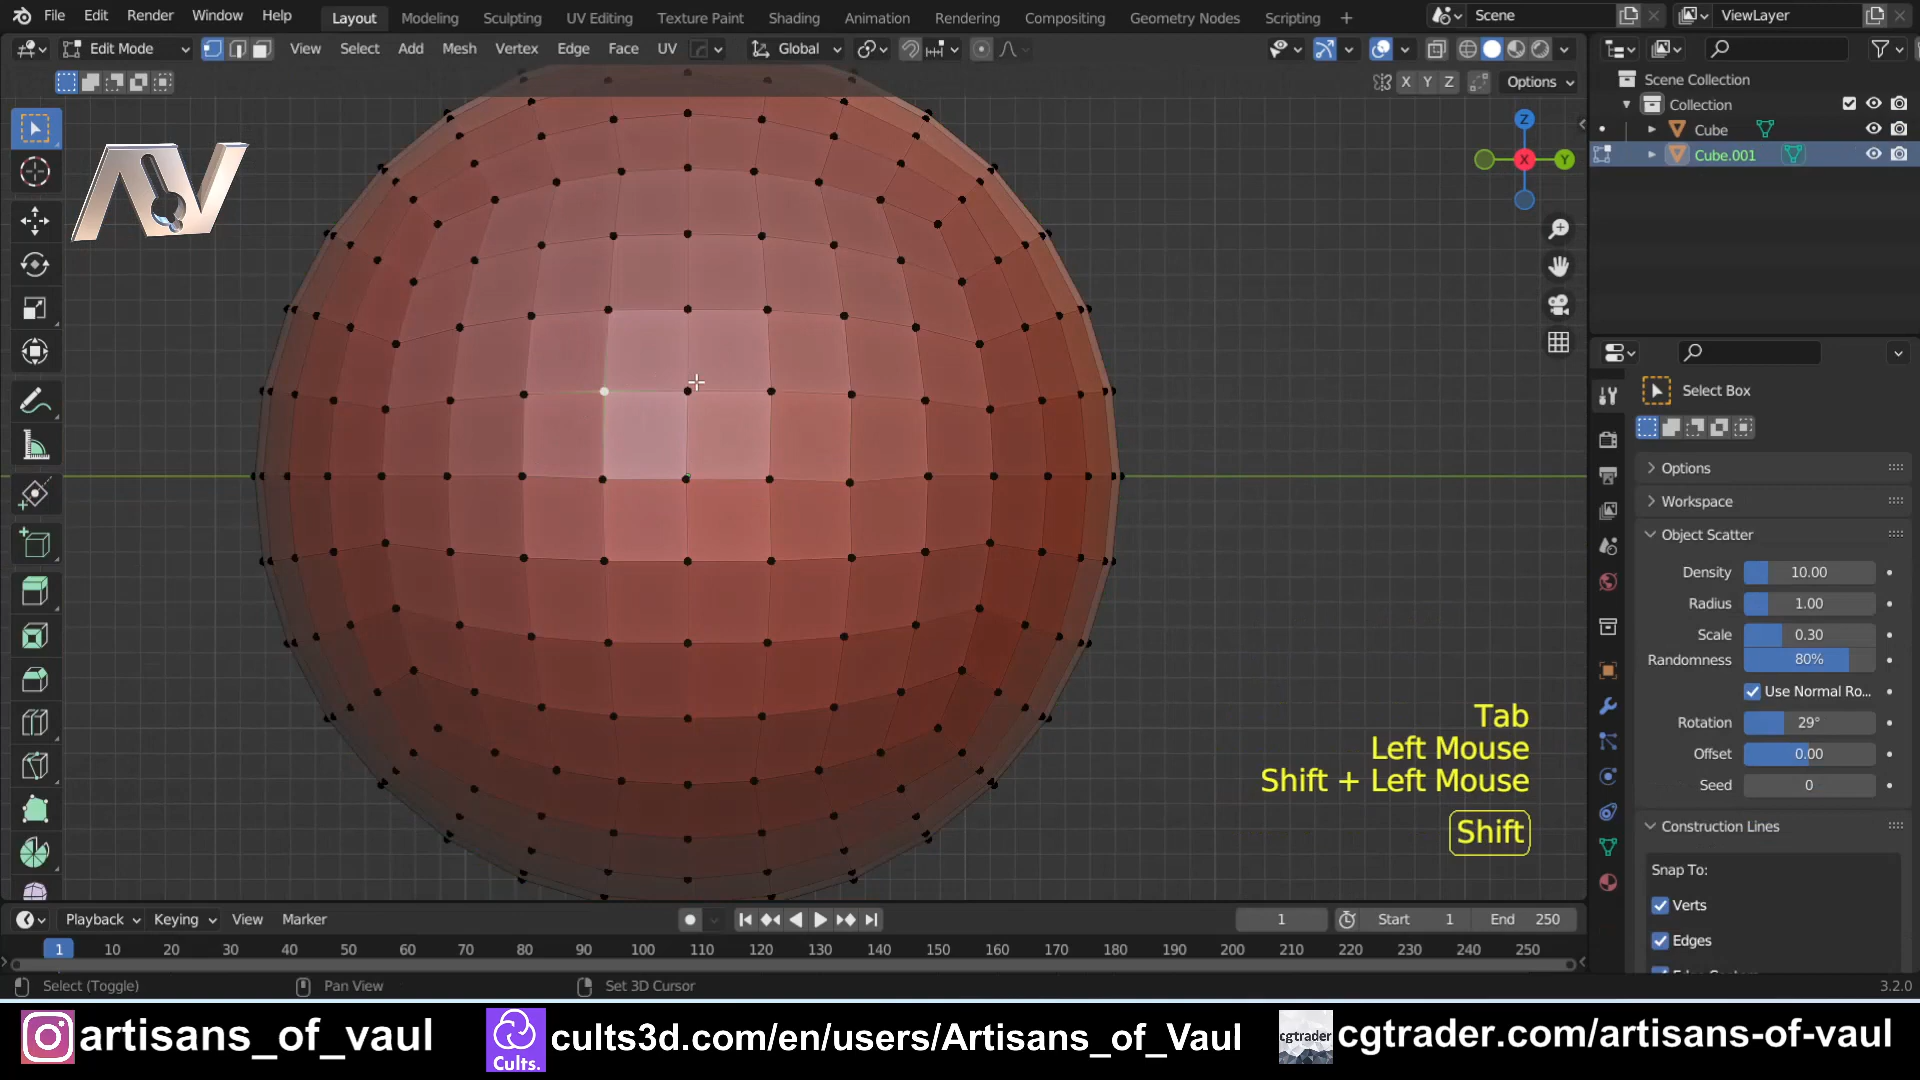 File Edit Render Window Help Layout Modeling Sculpting UV Editing Texture Paint Shading Animation Rendering Compositing Geometry Nodes Scripting + Scene ViewLayer
Edit Mode View Select Add Mesh Vertex Edge Face UV Global
X Y Z Options
Scene Collection
Collection
Cube
Cube.001
Z
X Y
AV
Select Box
Options
Workspace
Object Scatter
Density 10.00
Radius 1.00
Scale 0.30
Randomness 80%
Use Normal Ro...
Rotation 29°
Offset 0.00
Seed 0
Construction Lines
Snap To:
Verts
Edges
Tab
Left Mouse
Shift + Left Mouse
Shift
Playback Keying View Marker 1 Start 1 End 250
1 10 20 30 40 50 60 70 80 90 100 110 120 130 140 150 160 170 180 190 200 210 220 230 240 250
Select (Toggle) Pan View Set 3D Cursor 3.2.0
artisans_of_vaul Cults. cults3d.com/en/users/Artisans_of_Vaul cgtrader cgtrader.com/artisans-of-vaul